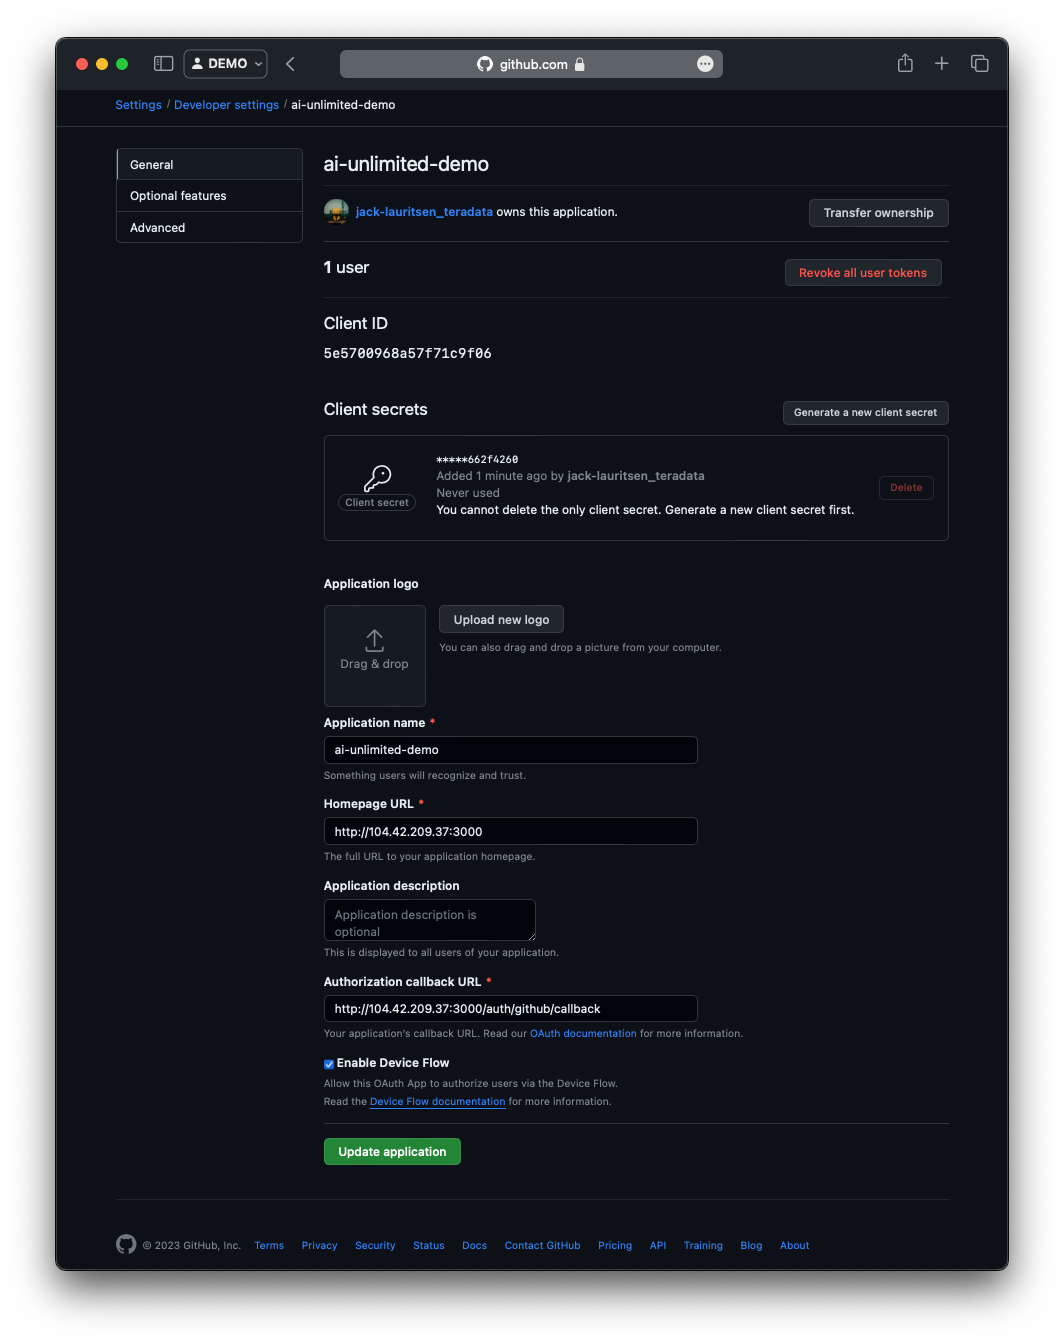 DEMO
github.com
Settings / Developer settings / ai-unlimited-demo
General
Optional features
Advanced
ai-unlimited-demo
jack-lauritsen_teradata owns this application.
Transfer ownership
1 user
Revoke all user tokens
Client ID
5e5700968a57f71c9f06
Client secrets
Generate a new client secret
*****662f4260
Added 1 minute ago by jack-lauritsen_teradata
Never used
You cannot delete the only client secret. Generate a new client secret first.
Client secret
Delete
Application logo
Drag & drop
Upload new logo
You can also drag and drop a picture from your computer.
Application name *
ai-unlimited-demo
Something users will recognize and trust.
Homepage URL *
http://104.42.209.37:3000
The full URL to your application homepage.
Application description
Application description is
optional
This is displayed to all users of your application.
Authorization callback URL *
http://104.42.209.37:3000/auth/github/callback
Your application's callback URL. Read our OAuth documentation for more information.
Enable Device Flow
Allow this OAuth App to authorize users via the Device Flow.
Read the Device Flow documentation for more information.
Update application
© 2023 GitHub, Inc. Terms Privacy Security Status Docs Contact GitHub Pricing API Training Blog About